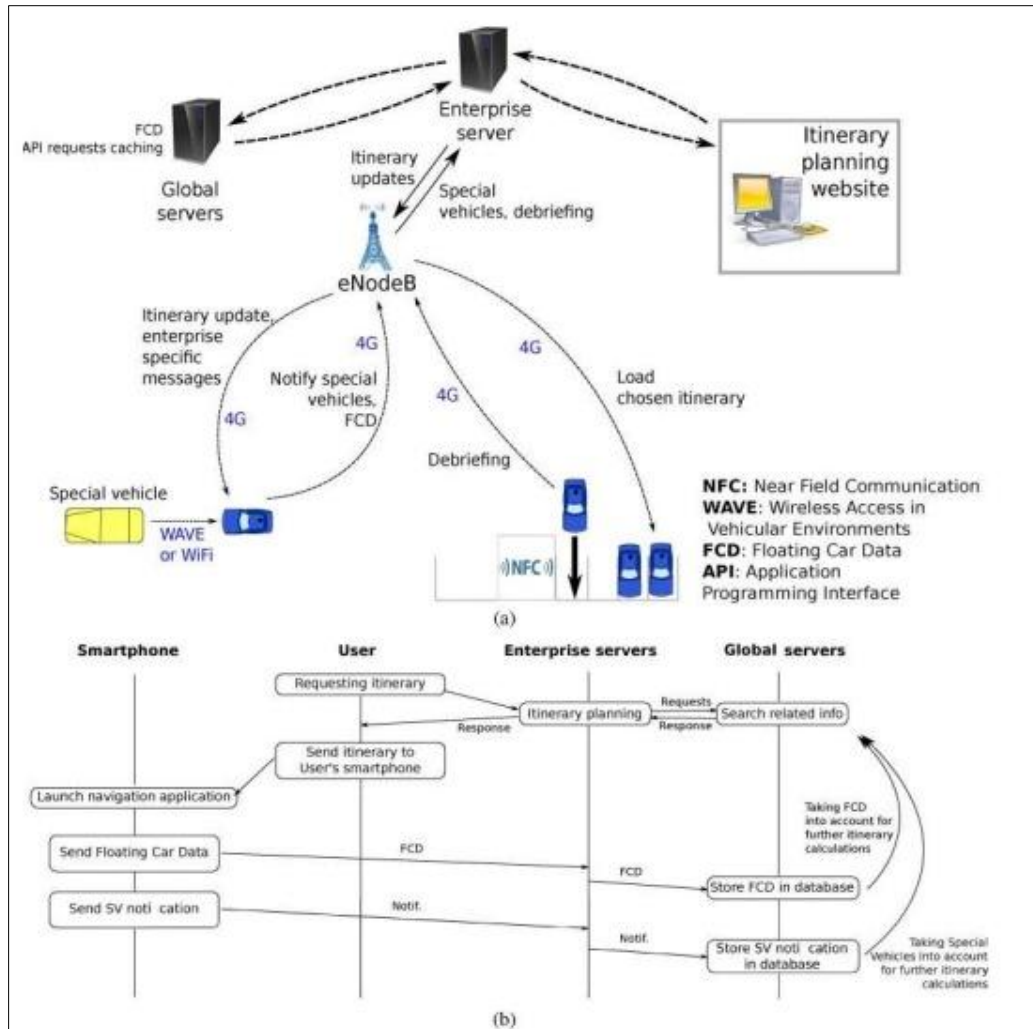 Enterprise
server
FCD
API requests caching
Global
servers
Itinerary
planning
website
Itinerary
updates
Special
vehicles, debriefing
eNodeB
Itinerary update,
enterprise
specific
messages
4G
4G
Notify special
vehicles,
FCD
4G
4G
Load
chosen itinerary
Debriefing
Special vehicle
WAVE
or WiFi
NFC
NFC: Near Field Communication
WAVE: Wireless Access in
Vehicular Environments
FCD: Floating Car Data
API: Application
Programming Interface
(a)
Smartphone User Enterprise servers Global servers
Requesting itinerary
Itinerary planning
Requests
Response
Search related info
Response
Send itinerary to
User's smartphone
Launch navigation application
Taking FCD
into account for
further itinerary
calculations
Send Floating Car Data
FCD
FCD
Store FCD in database
Send SV noti cation
Notif.
Notif.
Store SV noti cation
in database
Taking Special
Vehicles into account
for further itinerary
calculations
(b)